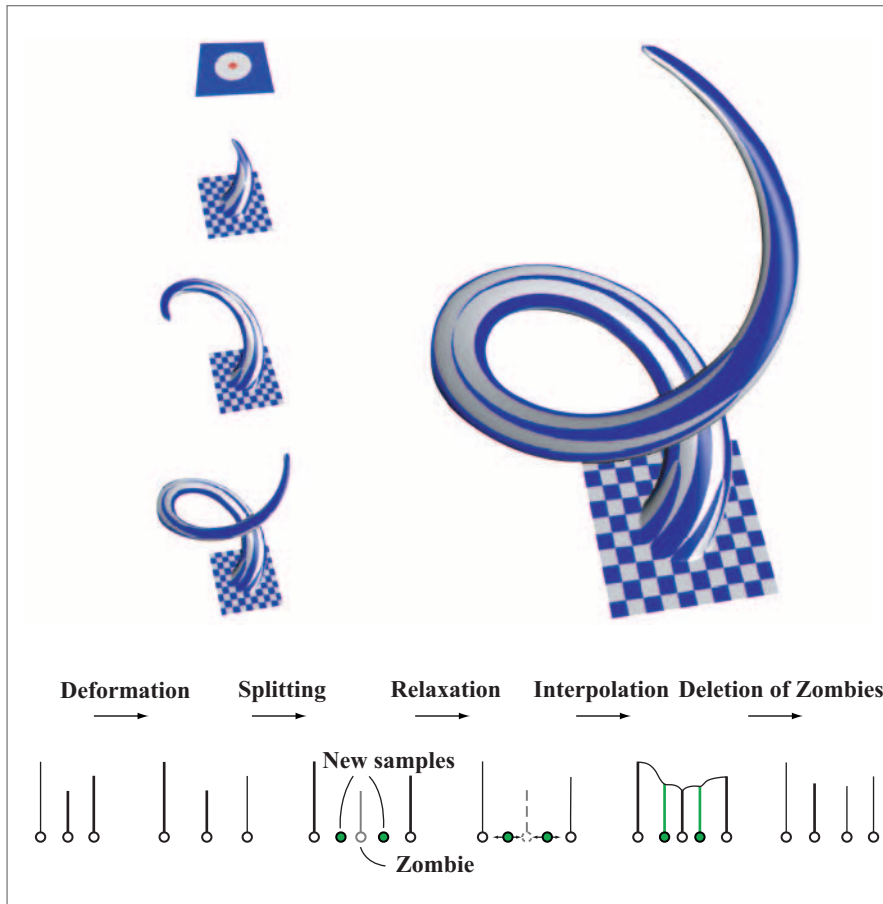 Deformation Splitting Relaxation Interpolation Deletion of Zombies
New samples
Zombie